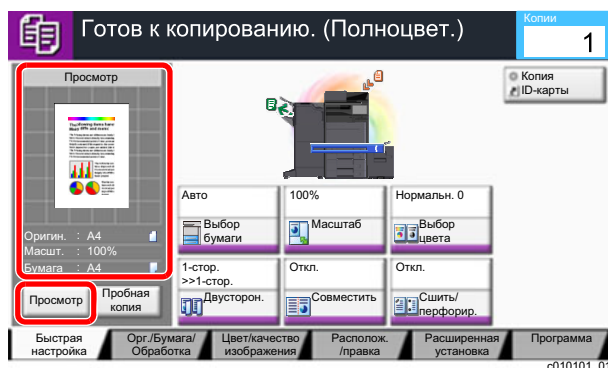 Готов к копированию. (Полноцвет.)
Копии
1
Просмотр
Копия
ID-карты
Оригин. : A4
Масшт. : 100%
Бумага : A4
Просмотр
Пробная
копия
Авто
Выбор
бумаги
100%
Масштаб
Нормальн. 0
Выбор
цвета
1-стор.
>>1-стор.
Двусторон.
Откл.
Совместить
Откл.
Сшить/
перфорир.
Быстрая
настройка
Орг./Бумага/
Обработка
Цвет/качество
изображения
Располож.
/правка
Расширенная
установка
Программа
c010101_01